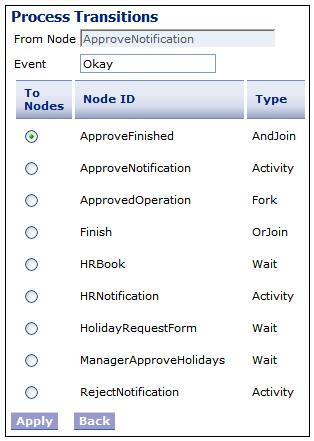 Process Transitions
From Node ApproveNotification
Event Okay
To Nodes Node ID Type
ApproveFinished AndJoin
ApproveNotification Activity
ApprovedOperation Fork
Finish OrJoin
HRBook Wait
HRNotification Activity
HolidayRequestForm Wait
ManagerApproveHolidays Wait
RejectNotification Activity
Apply Back